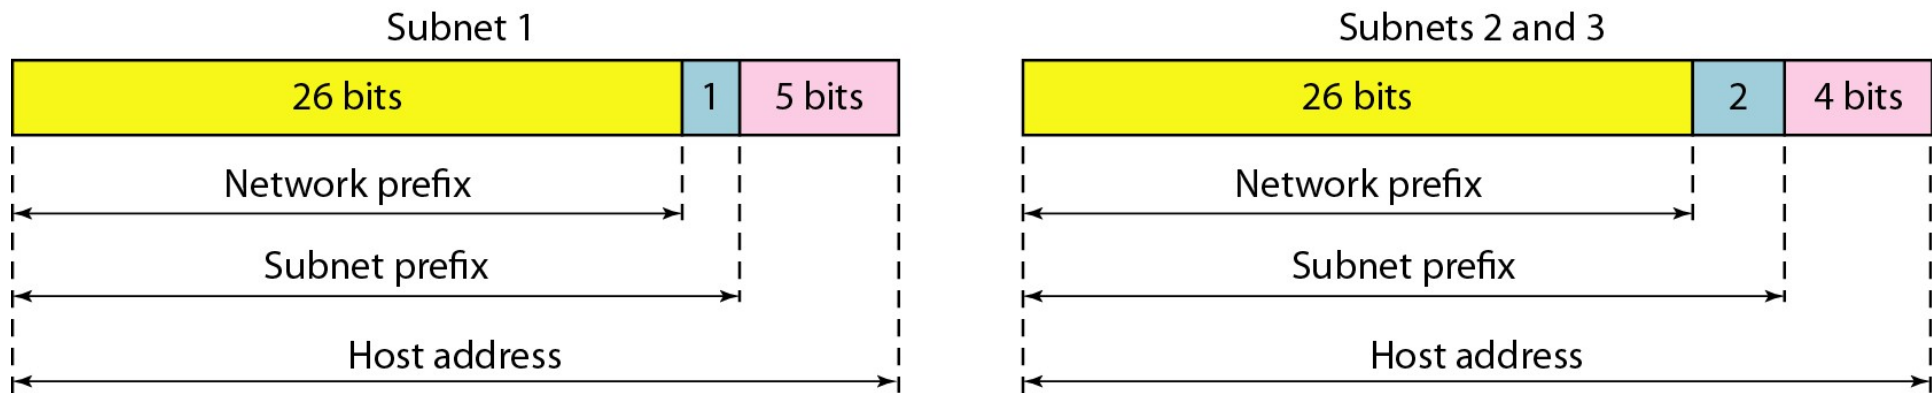 Subnet 1
26 bits 1 5 bits
Network prefix
Subnet prefix
Host address
Subnets 2 and 3
26 bits 2 4 bits
Network prefix
Subnet prefix
Host address